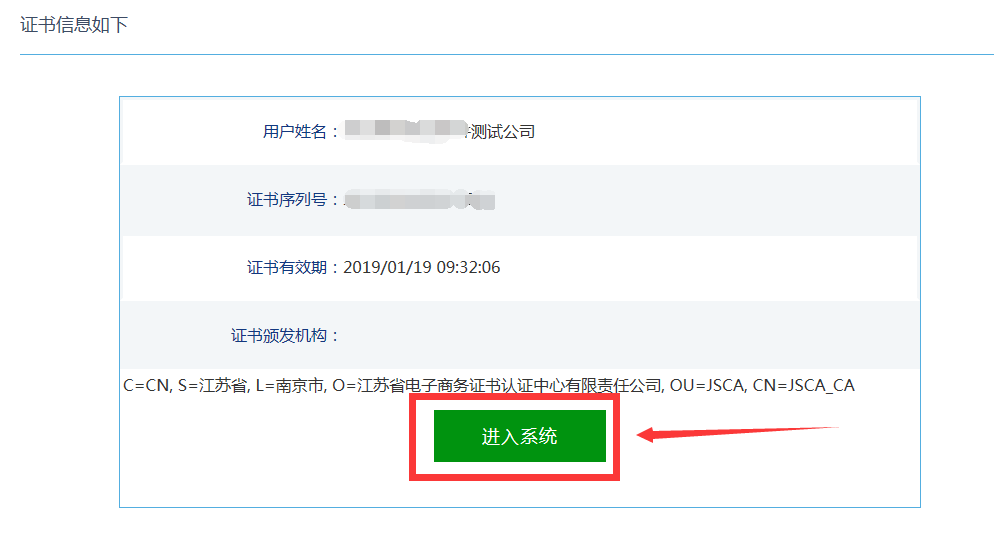 证书信息如下
用户姓名：测试公司
证书序列号：
证书有效期：2019/01/19 09:32:06
证书颁发机构：
C=CN, S=江苏省, L=南京市, O=江苏省电子商务证书认证中心有限责任公司, OU=JSCA, CN=JSCA_CA
进入系统